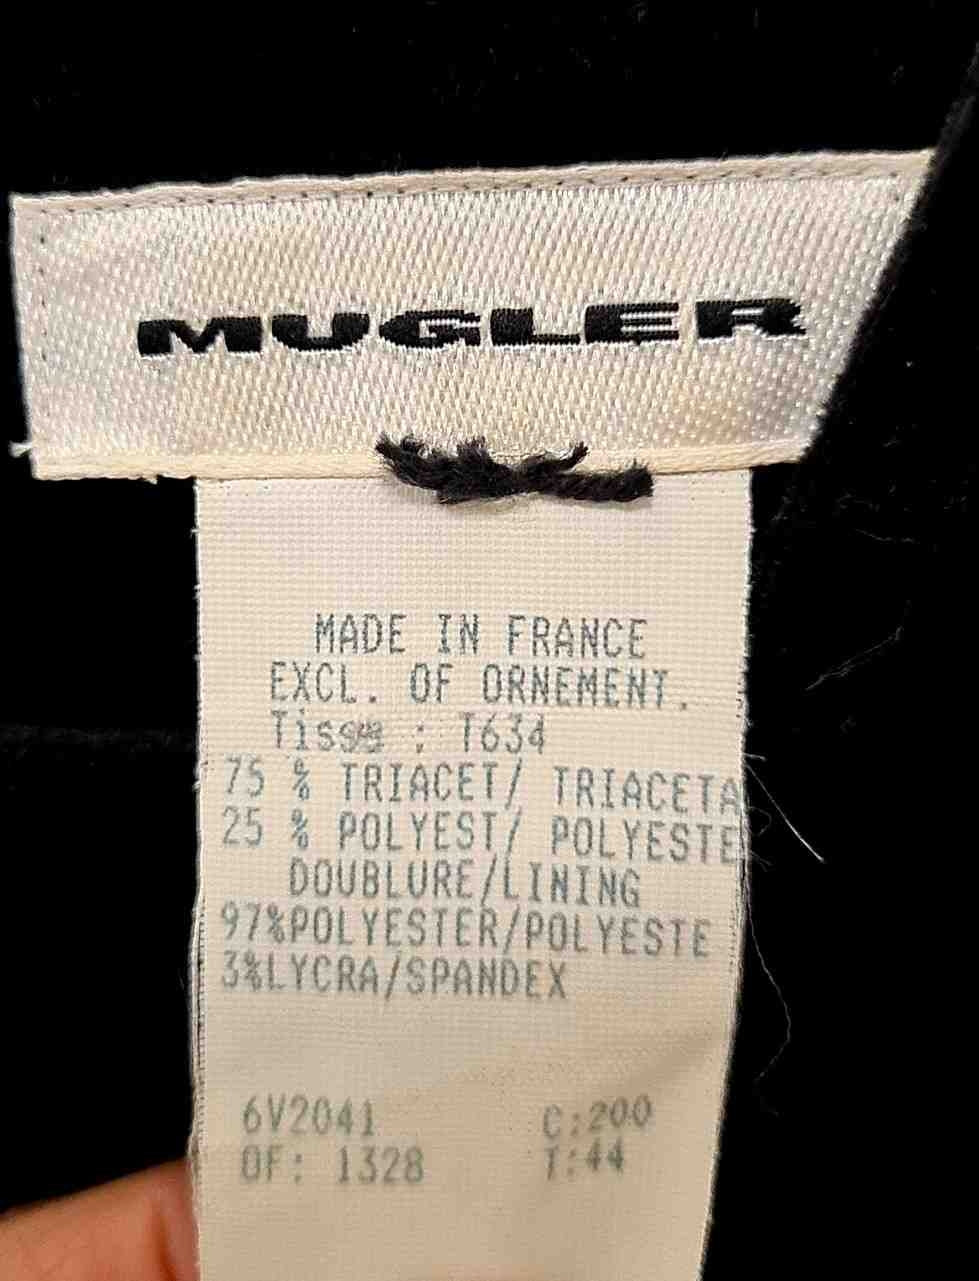 MUGLER
MADE IN FRANCE
EXCL. OF ORNEMENT.
Tissu : T634
75 % TRIACET/ TRIACETA
25 % POLYEST/ POLYESTE
DOUBLURE/LINING
97%POLYESTER/POLYESTE
3%LYCRA/SPANDEX
6V2041 C:200
OF: 1328 T:44